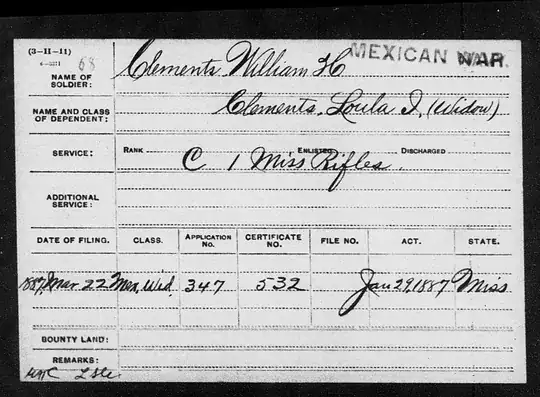 (3-11-11)
68
MEXICAN WAR.
NAME OF SOLDIER: Clements William H
NAME AND CLASS OF DEPENDENT: Clements, Loula I, (Widow)
SERVICE: RANK ENLISTED DISCHARGED
C 1 Miss Rifles.
ADDITIONAL SERVICE:
DATE OF FILING. CLASS. APPLICATION No. CERTIFICATE NO. FILE NO. ACT. STATE.
1887, Mar 22 Mex, Wid, 347 532 Jan 29, 1887 Miss
BOUNTY LAND:
REMARKS: